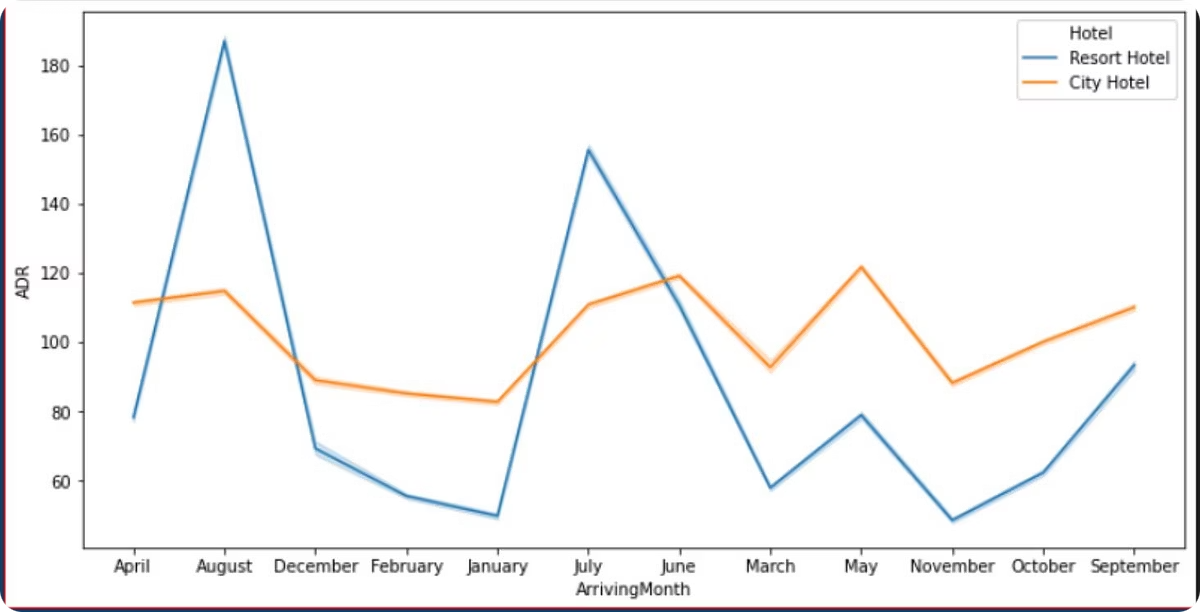 Hotel
Resort Hotel
City Hotel
180
160
140
120
100
80
60
ADR
April August December February January July June March May November October September
ArrivingMonth